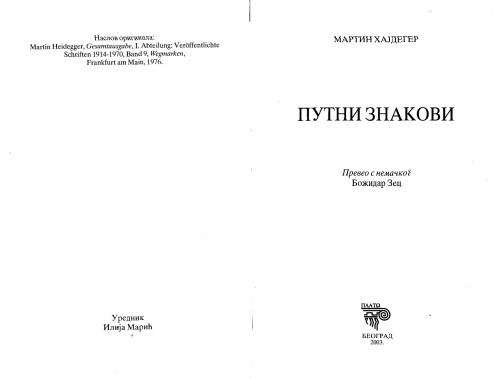 Наслов оригинала:
Martin Heidegger, Gesamtausgabe, I. Abteilung: Veröffentlichte
Schriften 1914-1970, Band 9, Wegmarken,
Frankfurt am Main, 1976.
Уредник
Илија Марић
МАРТИН ХАЈДЕГЕР
ПУТНИ ЗНАКОВИ
Превео с немачког
Божидар Зец
ПЛАТО
БЕОГРАД
2003.